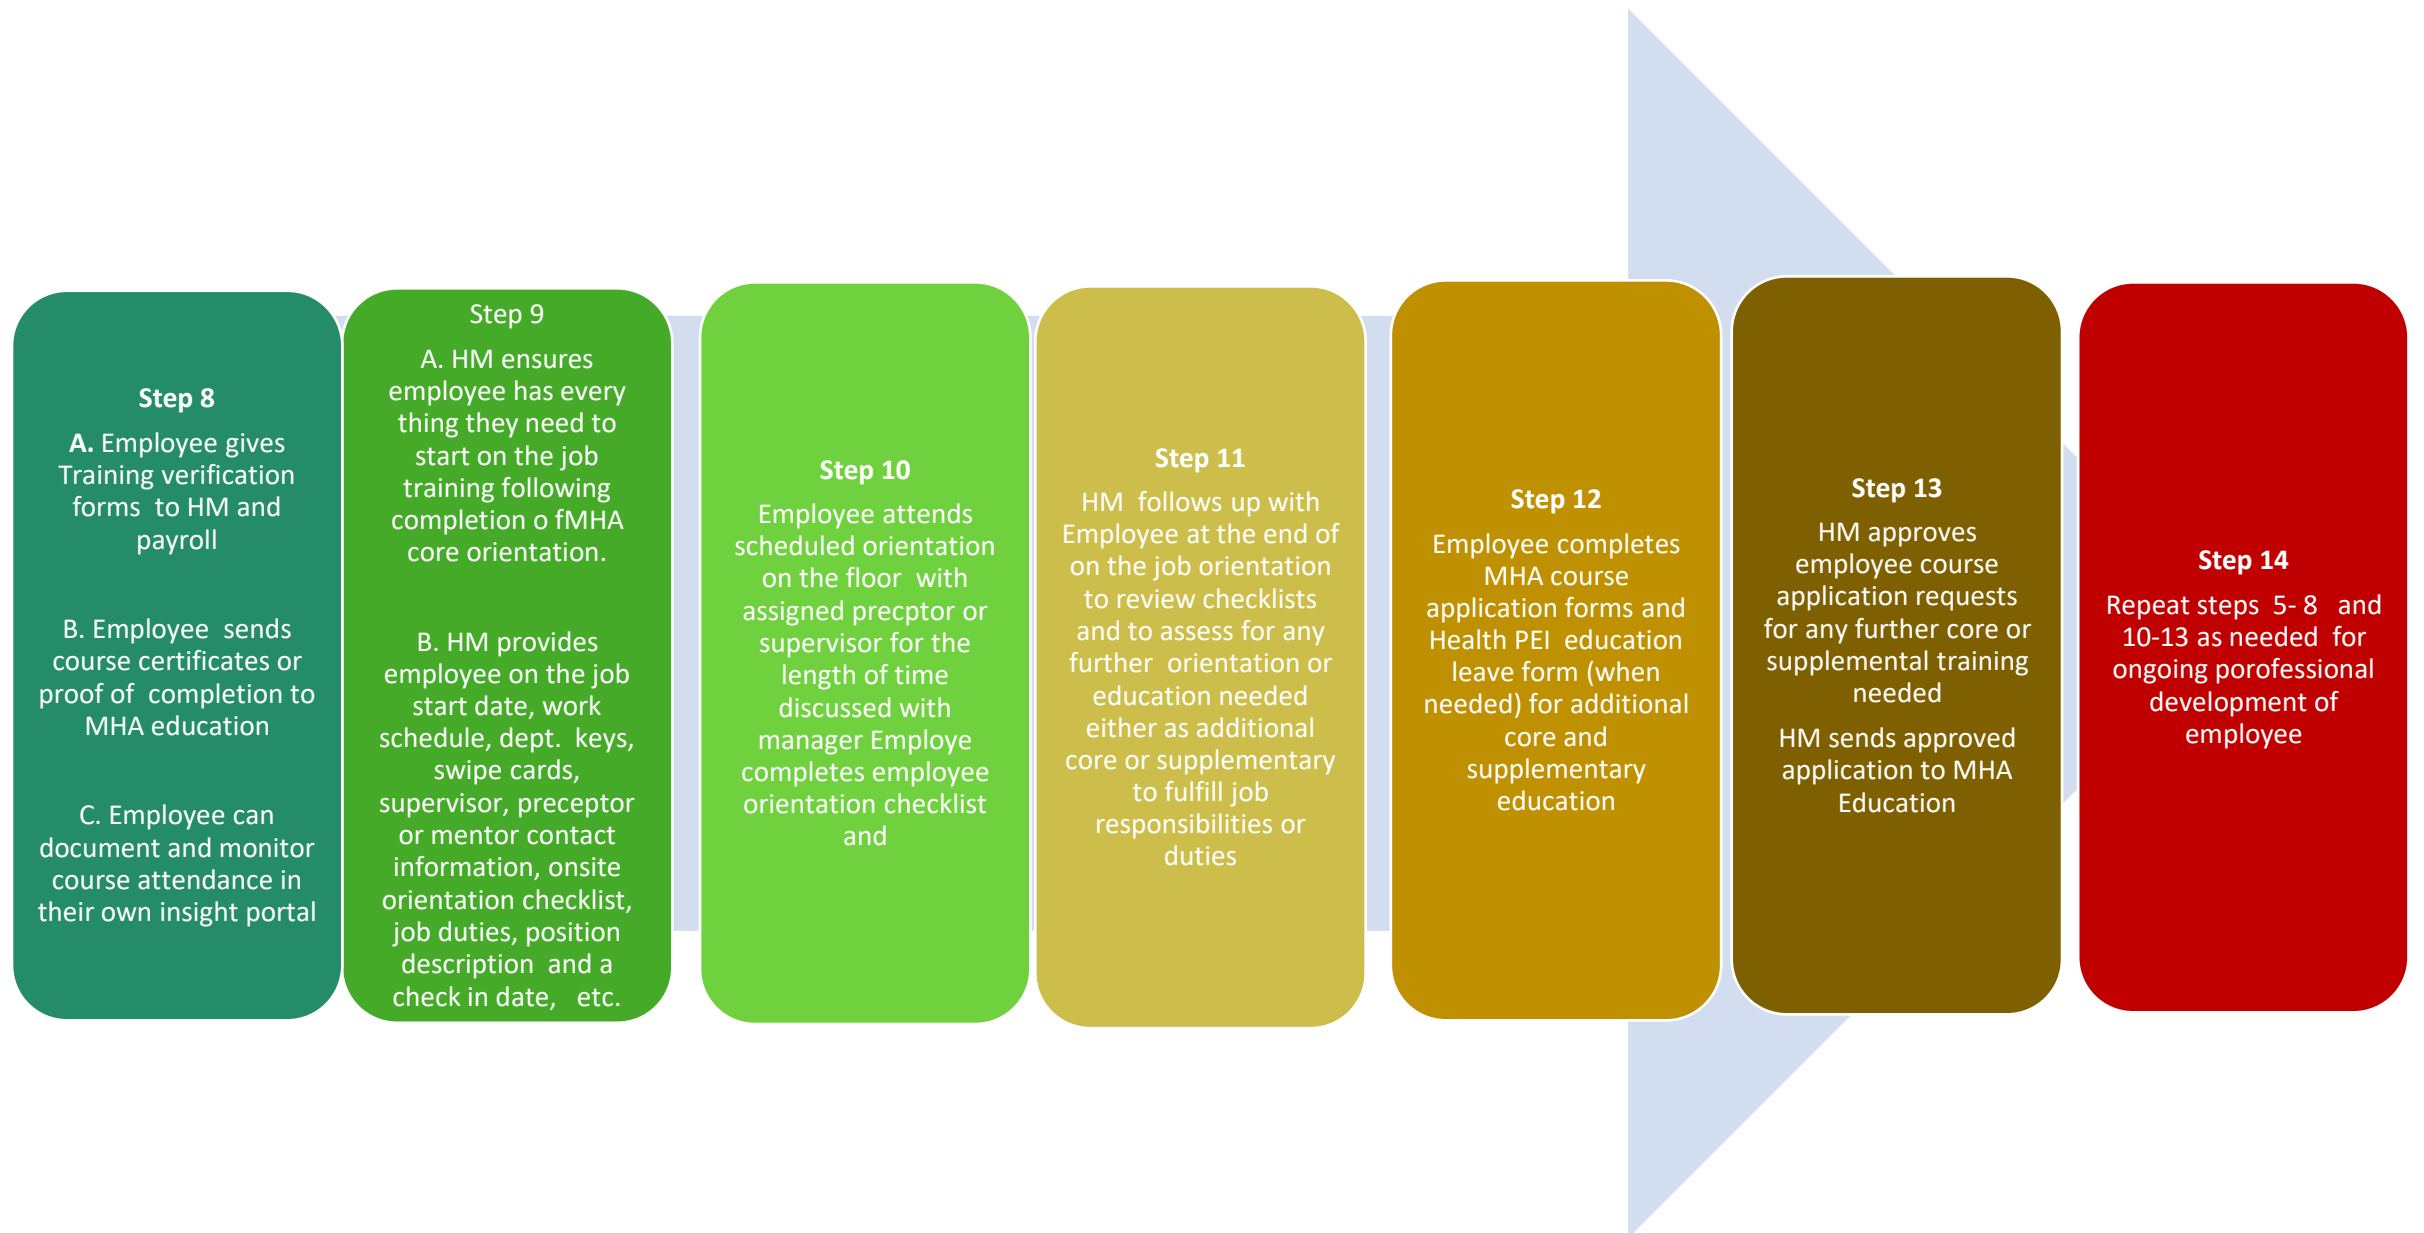 Step 8
A. Employee gives
Training verification
forms  to HM and
payroll
B. Employee  sends
course certificates or
proof of  completion to
MHA education
C. Employee can
document and monitor
course attendance in
their own insight portal
Step 9
A. HM ensures
employee has every
thing they need to
start on the job
training following
completion o fMHA
core orientation.
B. HM provides
employee on the job
start date, work
schedule, dept.  keys,
swipe cards,
supervisor, preceptor
or mentor contact
information, onsite
orientation checklist,
job duties, position
description  and a
check in date,   etc.
Step 10
Employee attends
scheduled orientation
on the floor  with
assigned precptor or
supervisor for the
length of time
discussed with
manager Employe
completes employee
orientation checklist
and
Step 11
HM  follows up with
Employee at the end of
on the job orientation
to review checklists
and to assess for any
further  orientation or
education needed
either as additional
core or supplementary
to fulfill job
responsibilities or
duties
Step 12
Employee completes
MHA course
application forms and
Health PEI  education
leave form (when
needed) for additional
core and
supplementary
education
Step 13
HM approves
employee course
application requests
for any further core or
supplemental training
needed
HM sends approved
application to MHA
Education
Step 14
Repeat steps  5- 8   and
10-13 as needed  for
ongoing porofessional
development of
employee